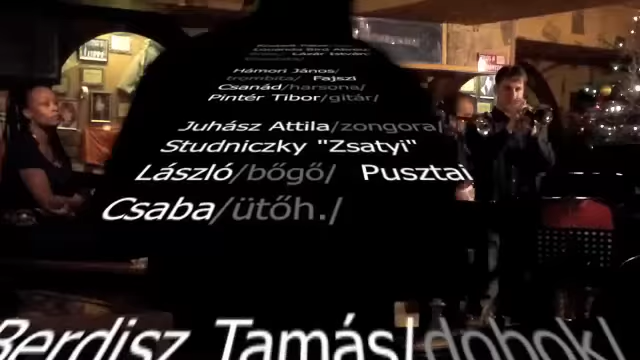 Hámori János/
trombita/ Fajszi
Csanád/harsona/
Pintér Tibor/gitár/
Juhász Attila/zongora/
Studniczky "Zsatyi"
László/bőgő/ Pusztai
Csaba/ütőh./
Berdisz Tamás/dobok/